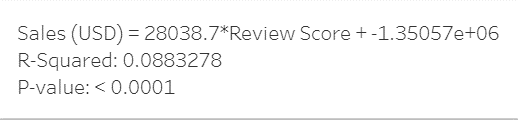 Sales (USD) = 28038.7*Review Score + -1.35057e+06
R-Squared: 0.0883278
P-value: < 0.0001